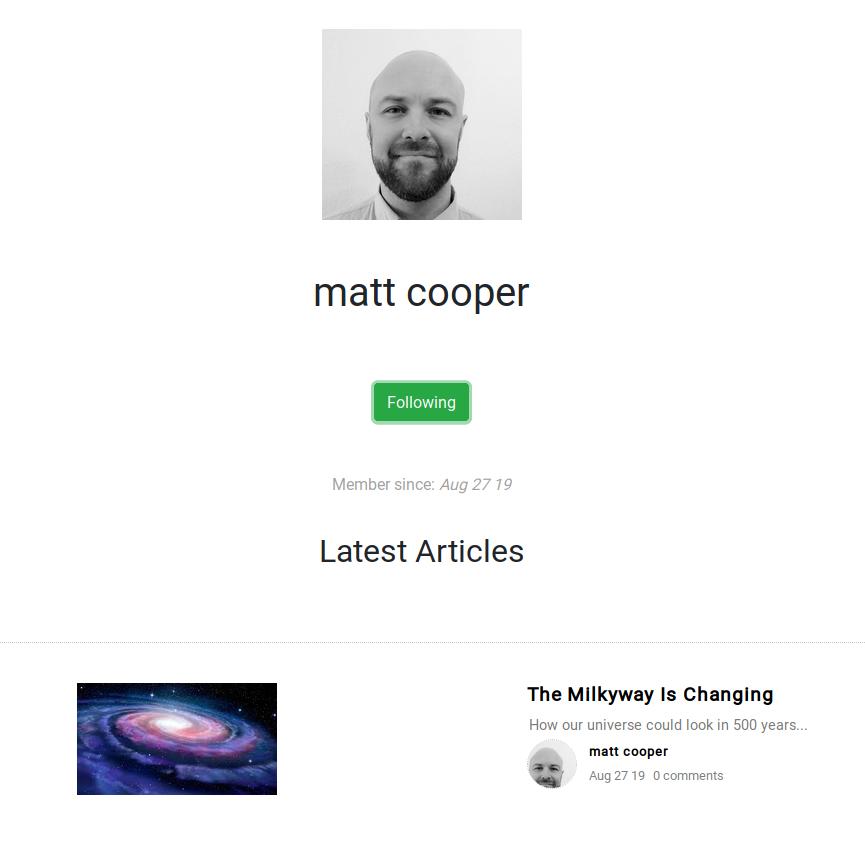 matt cooper
Following
Member since: Aug 27 19
Latest Articles
The Milkyway Is Changing
How our universe could look in 500 years...
matt cooper
Aug 27 19 0 comments